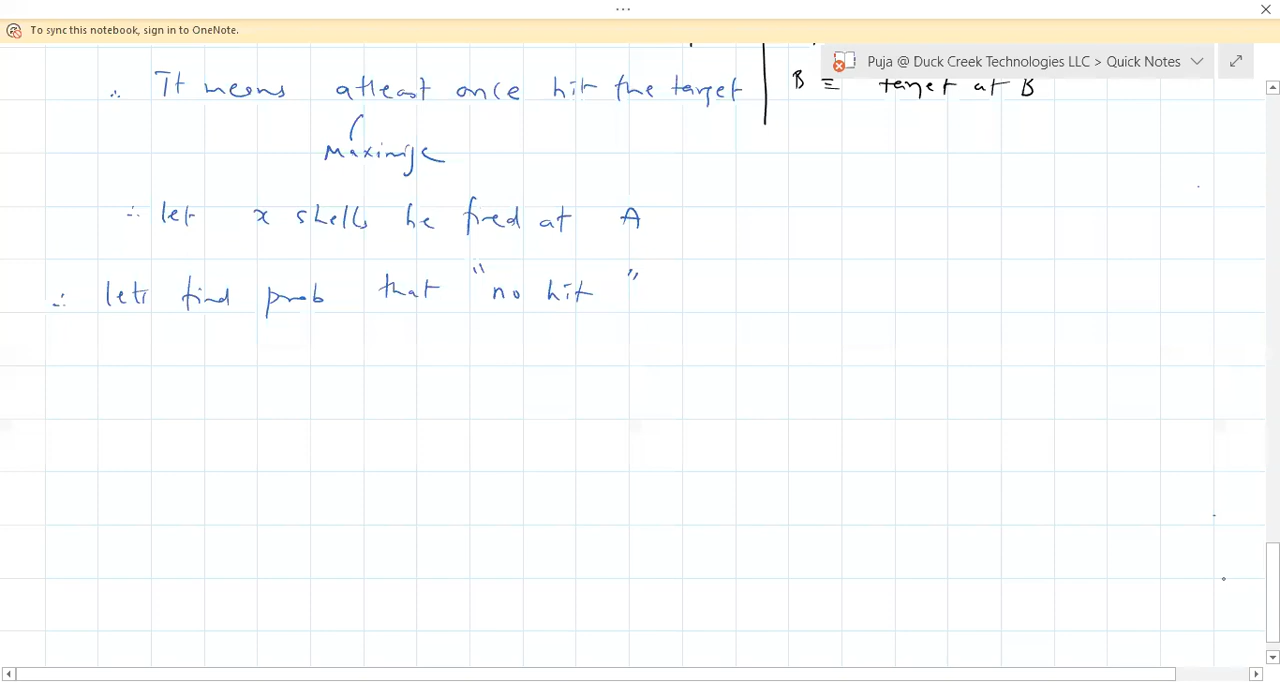 To sync this notebook, sign in to OneNote.
Puja @ Duck Creek Technologies LLC > Quick Notes
∴ It means atleast once hit the target
B ≡ target at B
Maximize
∴ let x shells be fired at A
∴ lets find prob that "no hit"